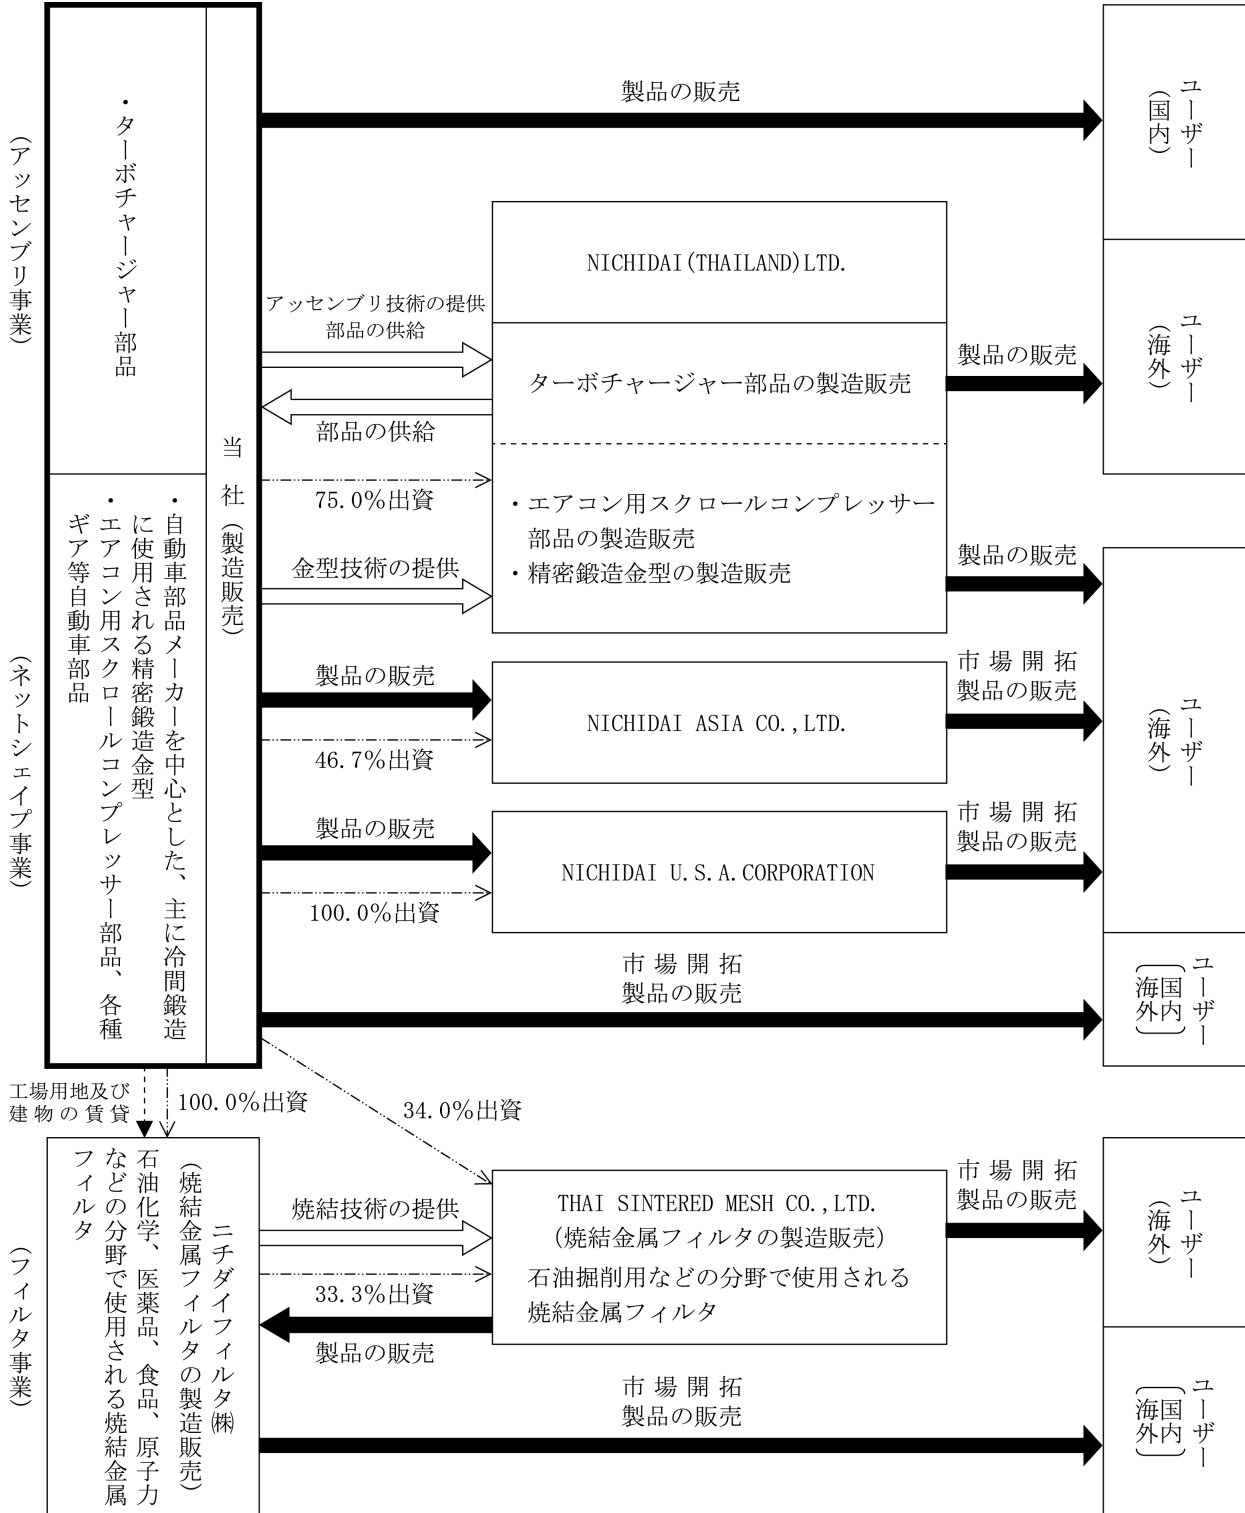 (アッセンブリ事業)
・ターボチャージャー部品
当 社 (製造販売)
製品の販売
ユーザー
(国内)
NICHIDAI(THAILAND)LTD.
アッセンブリ技術の提供
部品の供給
ターボチャージャー部品の製造販売
部品の供給
製品の販売
ユーザー
(海外)
75.0%出資
・エアコン用スクロールコンプレッサー
部品の製造販売
・精密鍛造金型の製造販売
金型技術の提供
製品の販売
(ネットシェイプ事業)
・自動車部品メーカーを中心とした、主に冷間鍛造
に使用される精密鍛造金型
・エアコン用スクロールコンプレッサー部品、各種
ギア等自動車部品
製品の販売
46.7%出資
NICHIDAI ASIA CO.,LTD.
市場開拓
製品の販売
ユーザー
(海外)
製品の販売
100.0%出資
NICHIDAI U.S.A.CORPORATION
市場開拓
製品の販売
市場開拓
製品の販売
ユーザー
(国内
海外)
工場用地及び
建物の賃貸
100.0%出資
34.0%出資
(フィルタ事業)
ニチダイフィルタ㈱
(焼結金属フィルタの製造販売)
石油化学、医薬品、食品、原子力
などの分野で使用される焼結金属
フィルタ
焼結技術の提供
33.3%出資
製品の販売
THAI SINTERED MESH CO.,LTD.
(焼結金属フィルタの製造販売)
石油掘削用などの分野で使用される
焼結金属フィルタ
市場開拓
製品の販売
ユーザー
(海外)
市場開拓
製品の販売
ユーザー
(国内
海外)